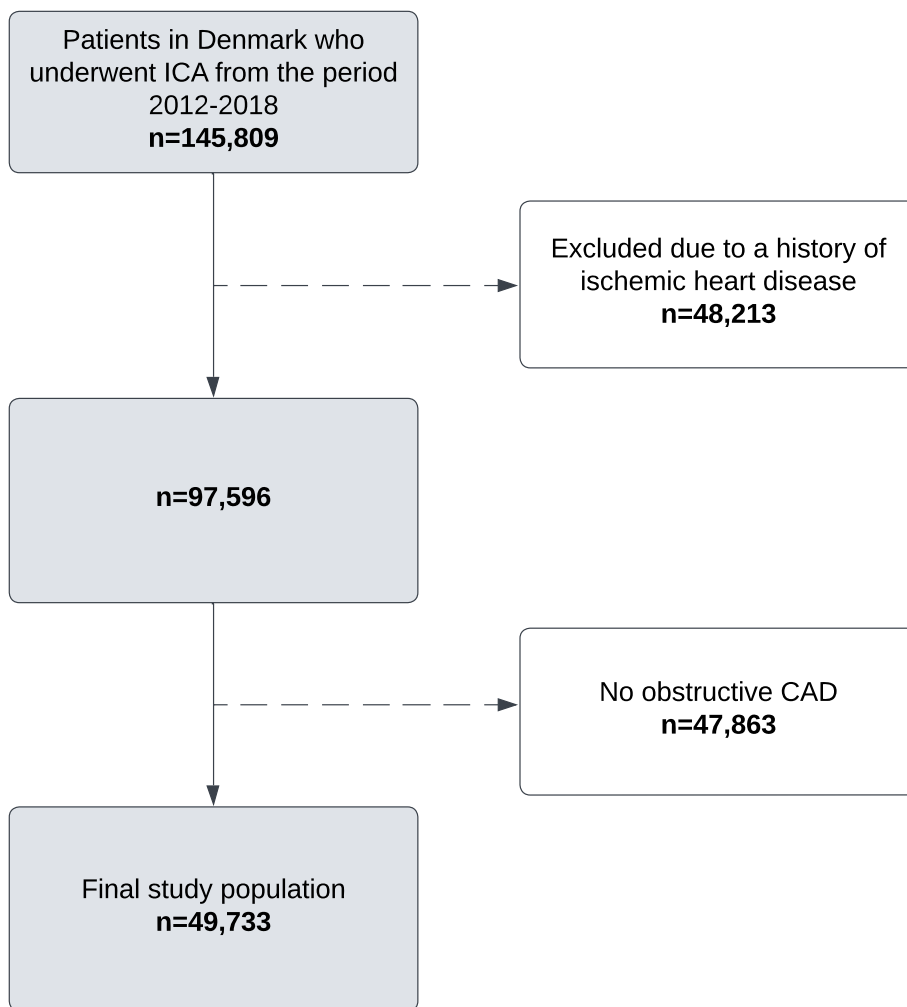 Patients in Denmark who
underwent ICA from the period
2012-2018
n=145,809
Excluded due to a history of
ischemic heart disease
n=48,213
n=97,596
No obstructive CAD
n=47,863
Final study population
n=49,733